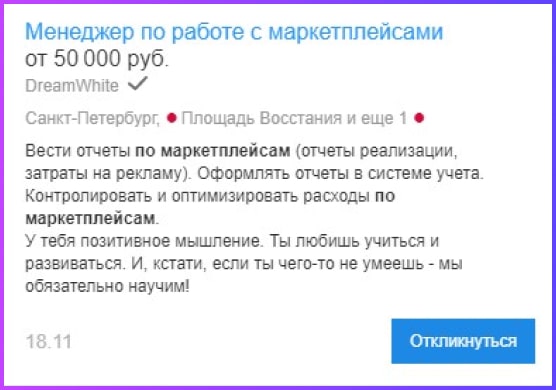 Менеджер по работе с маркетплейсами
от 50 000 руб.
DreamWhite
Санкт-Петербург, Площадь Восстания и еще 1
Вести отчеты по маркетплейсам (отчеты реализации,
затраты на рекламу). Оформлять отчеты в системе учета.
Контролировать и оптимизировать расходы по
маркетплейсам.
У тебя позитивное мышление. Ты любишь учиться и
развиваться. И, кстати, если ты чего-то не умеешь - мы
обязательно научим!
18.11
Откликнуться